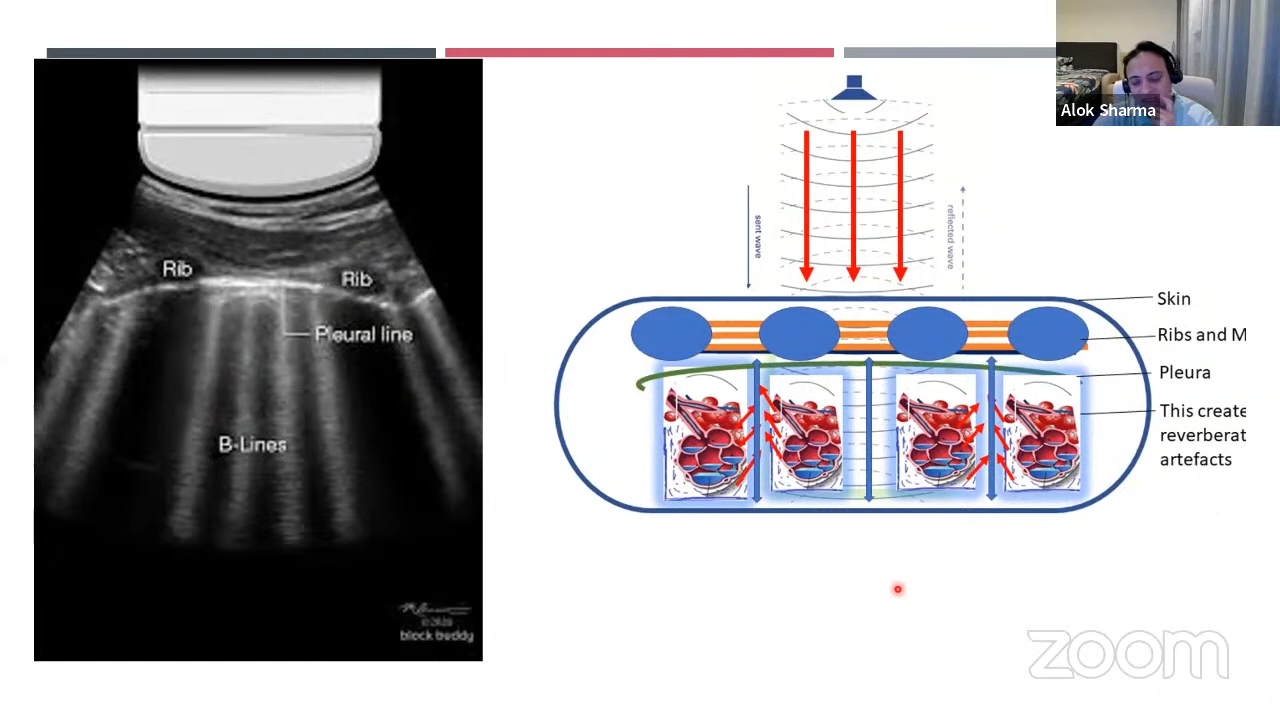 Alok Sharma
Rib
Rib
Pleural line
B-Lines
block buddy
sent wave
reflected wave
Skin
Ribs and M
Pleura
This create
reverberat
artefacts
zoom